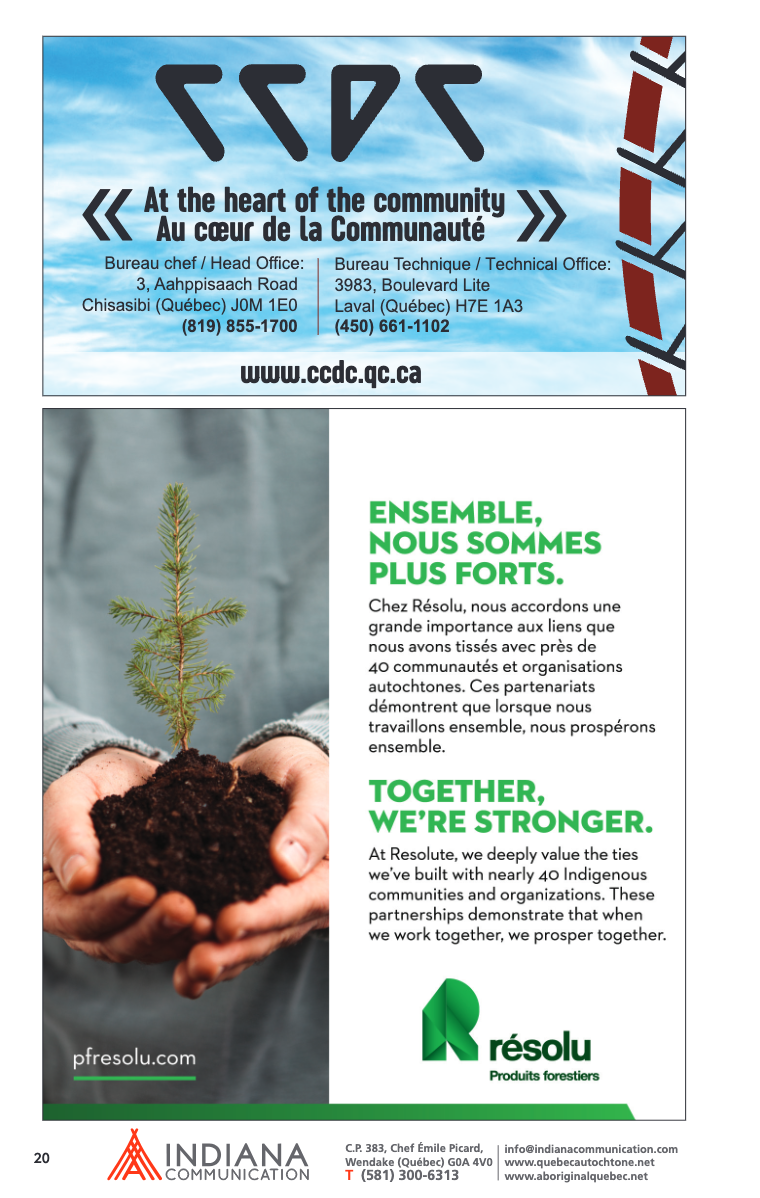 CCDC
At the heart of the community
Au cœur de la Communauté
Bureau chef / Head Office:
3, Aahppisaach Road
Chisasibi (Québec) J0M 1E0
(819) 855-1700
Bureau Technique / Technical Office:
3983, Boulevard Lite
Laval (Québec) H7E 1A3
(450) 661-1102
www.ccdc.qc.ca
ENSEMBLE,
NOUS SOMMES
PLUS FORTS.
Chez Résolu, nous accordons une
grande importance aux liens que
nous avons tissés avec près de
40 communautés et organisations
autochtones. Ces partenariats
démontrent que lorsque nous
travaillons ensemble, nous prospérons
ensemble.
TOGETHER,
WE'RE STRONGER.
At Resolute, we deeply value the ties
we've built with nearly 40 Indigenous
communities and organizations. These
partnerships demonstrate that when
we work together, we prosper together.
résolu
Produits forestiers
pfresolu.com
20
INDIANA
COMMUNICATION
C.P. 383, Chef Émile Picard,
Wendake (Québec) G0A 4V0
T (581) 300-6313
info@indianacommunication.com
www.quebecautochtone.net
www.aboriginalquebec.net